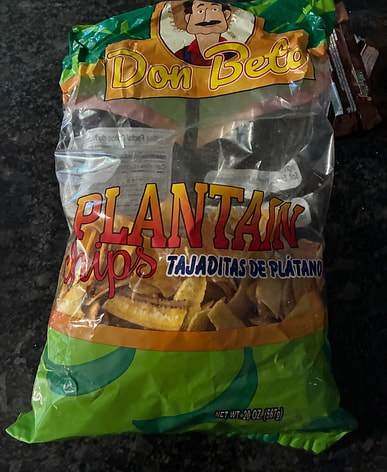 Don Beto
PLANTAIN
chips TAJADITAS DE PLÁTANO
NET WT. 20 OZ. (567g)